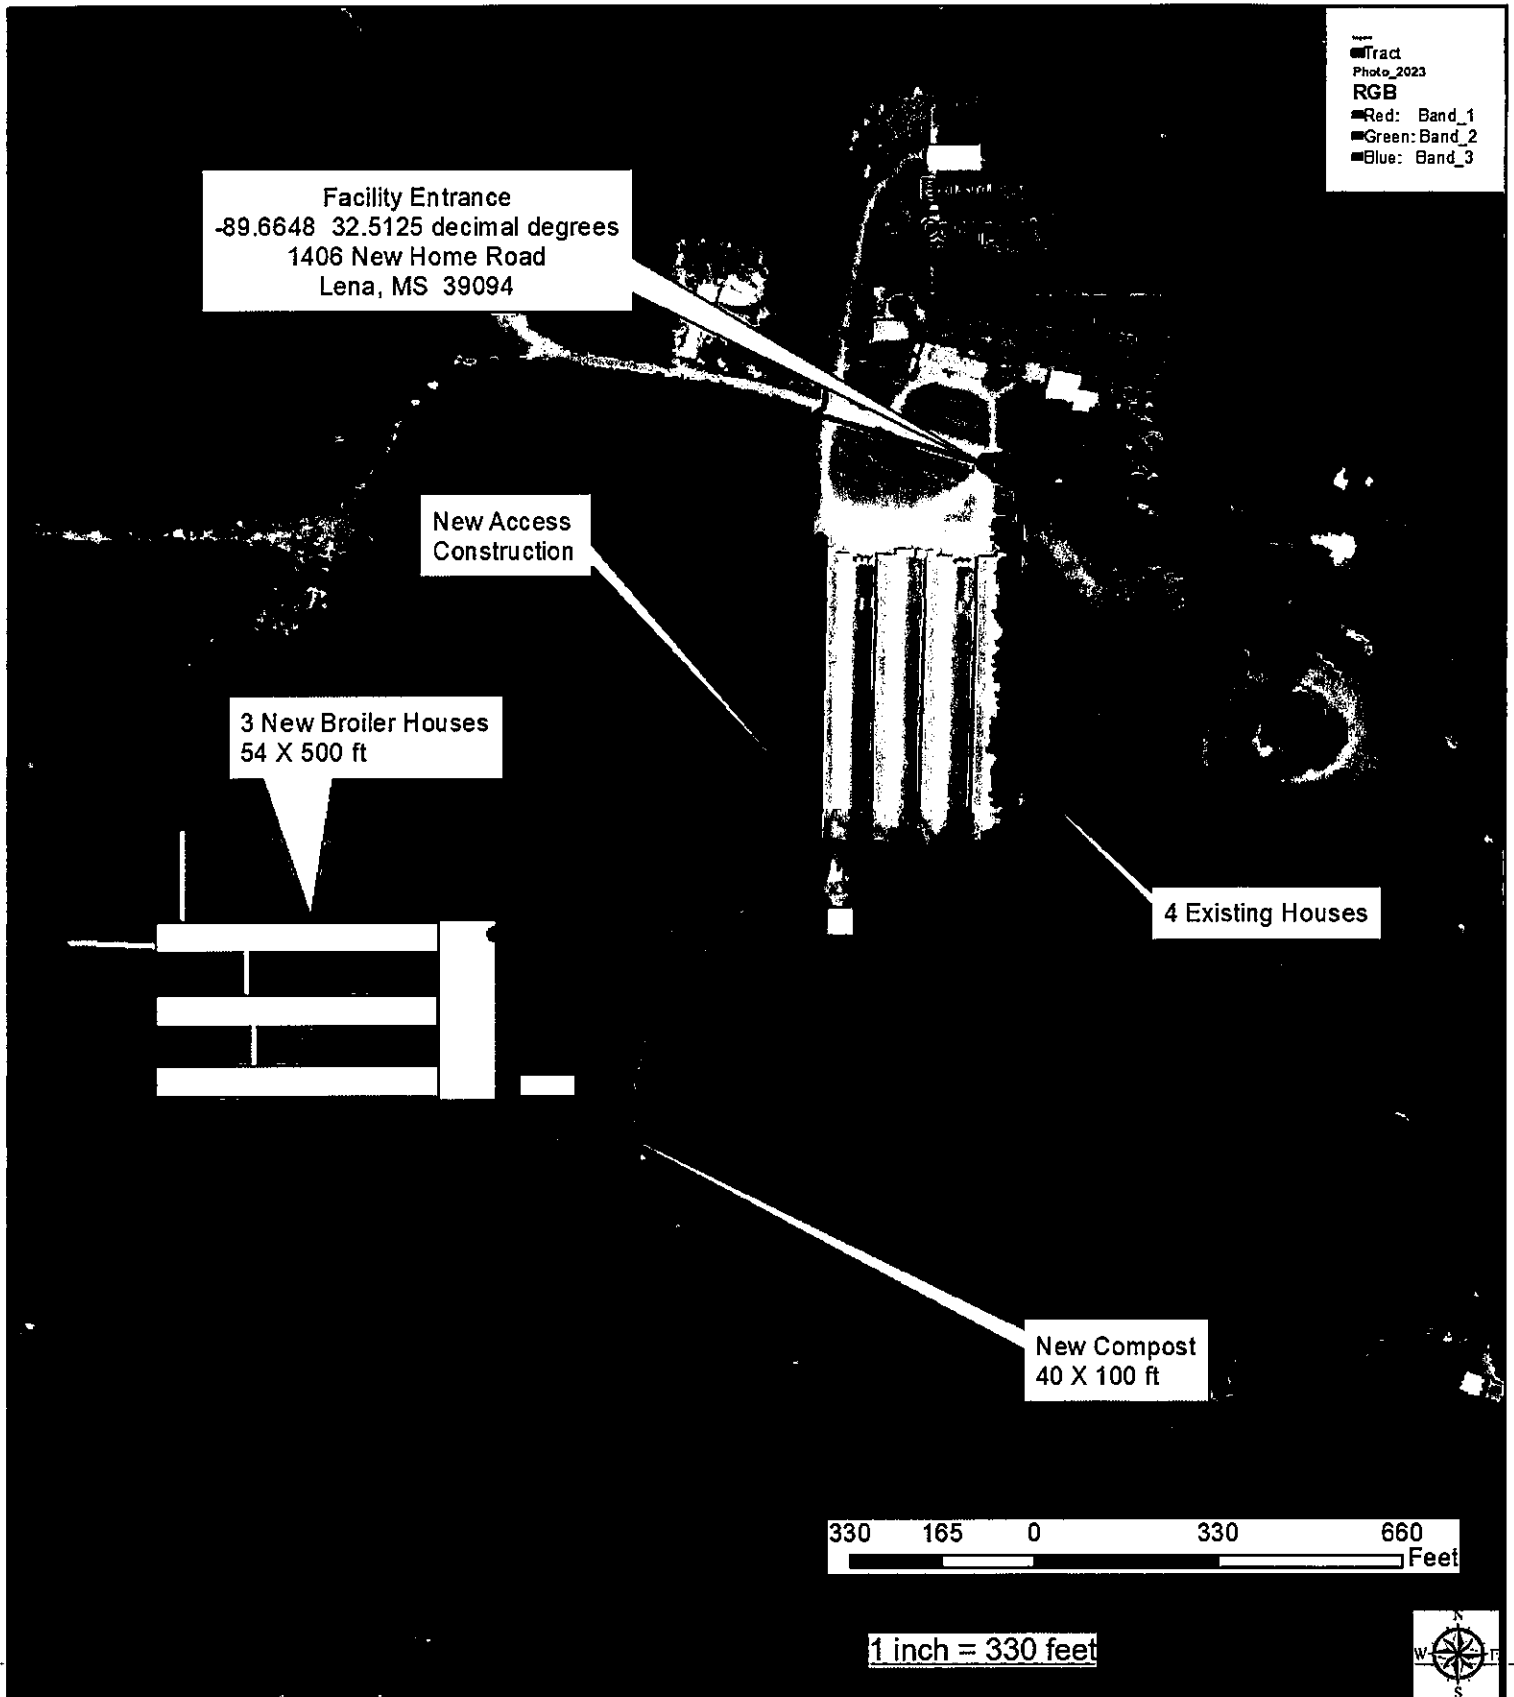 Tract
Photo_2023
RGB
Red: Band_1
Green: Band_2
Blue: Band_3
Facility Entrance
-89.6648 32.5125 decimal degrees
1406 New Home Road
Lena, MS 39094
New Access
Construction
3 New Broiler Houses
54 X 500 ft
4 Existing Houses
New Compost
40 X 100 ft
330 165 0 330 660
Feet
1 inch = 330 feet
N
W
S